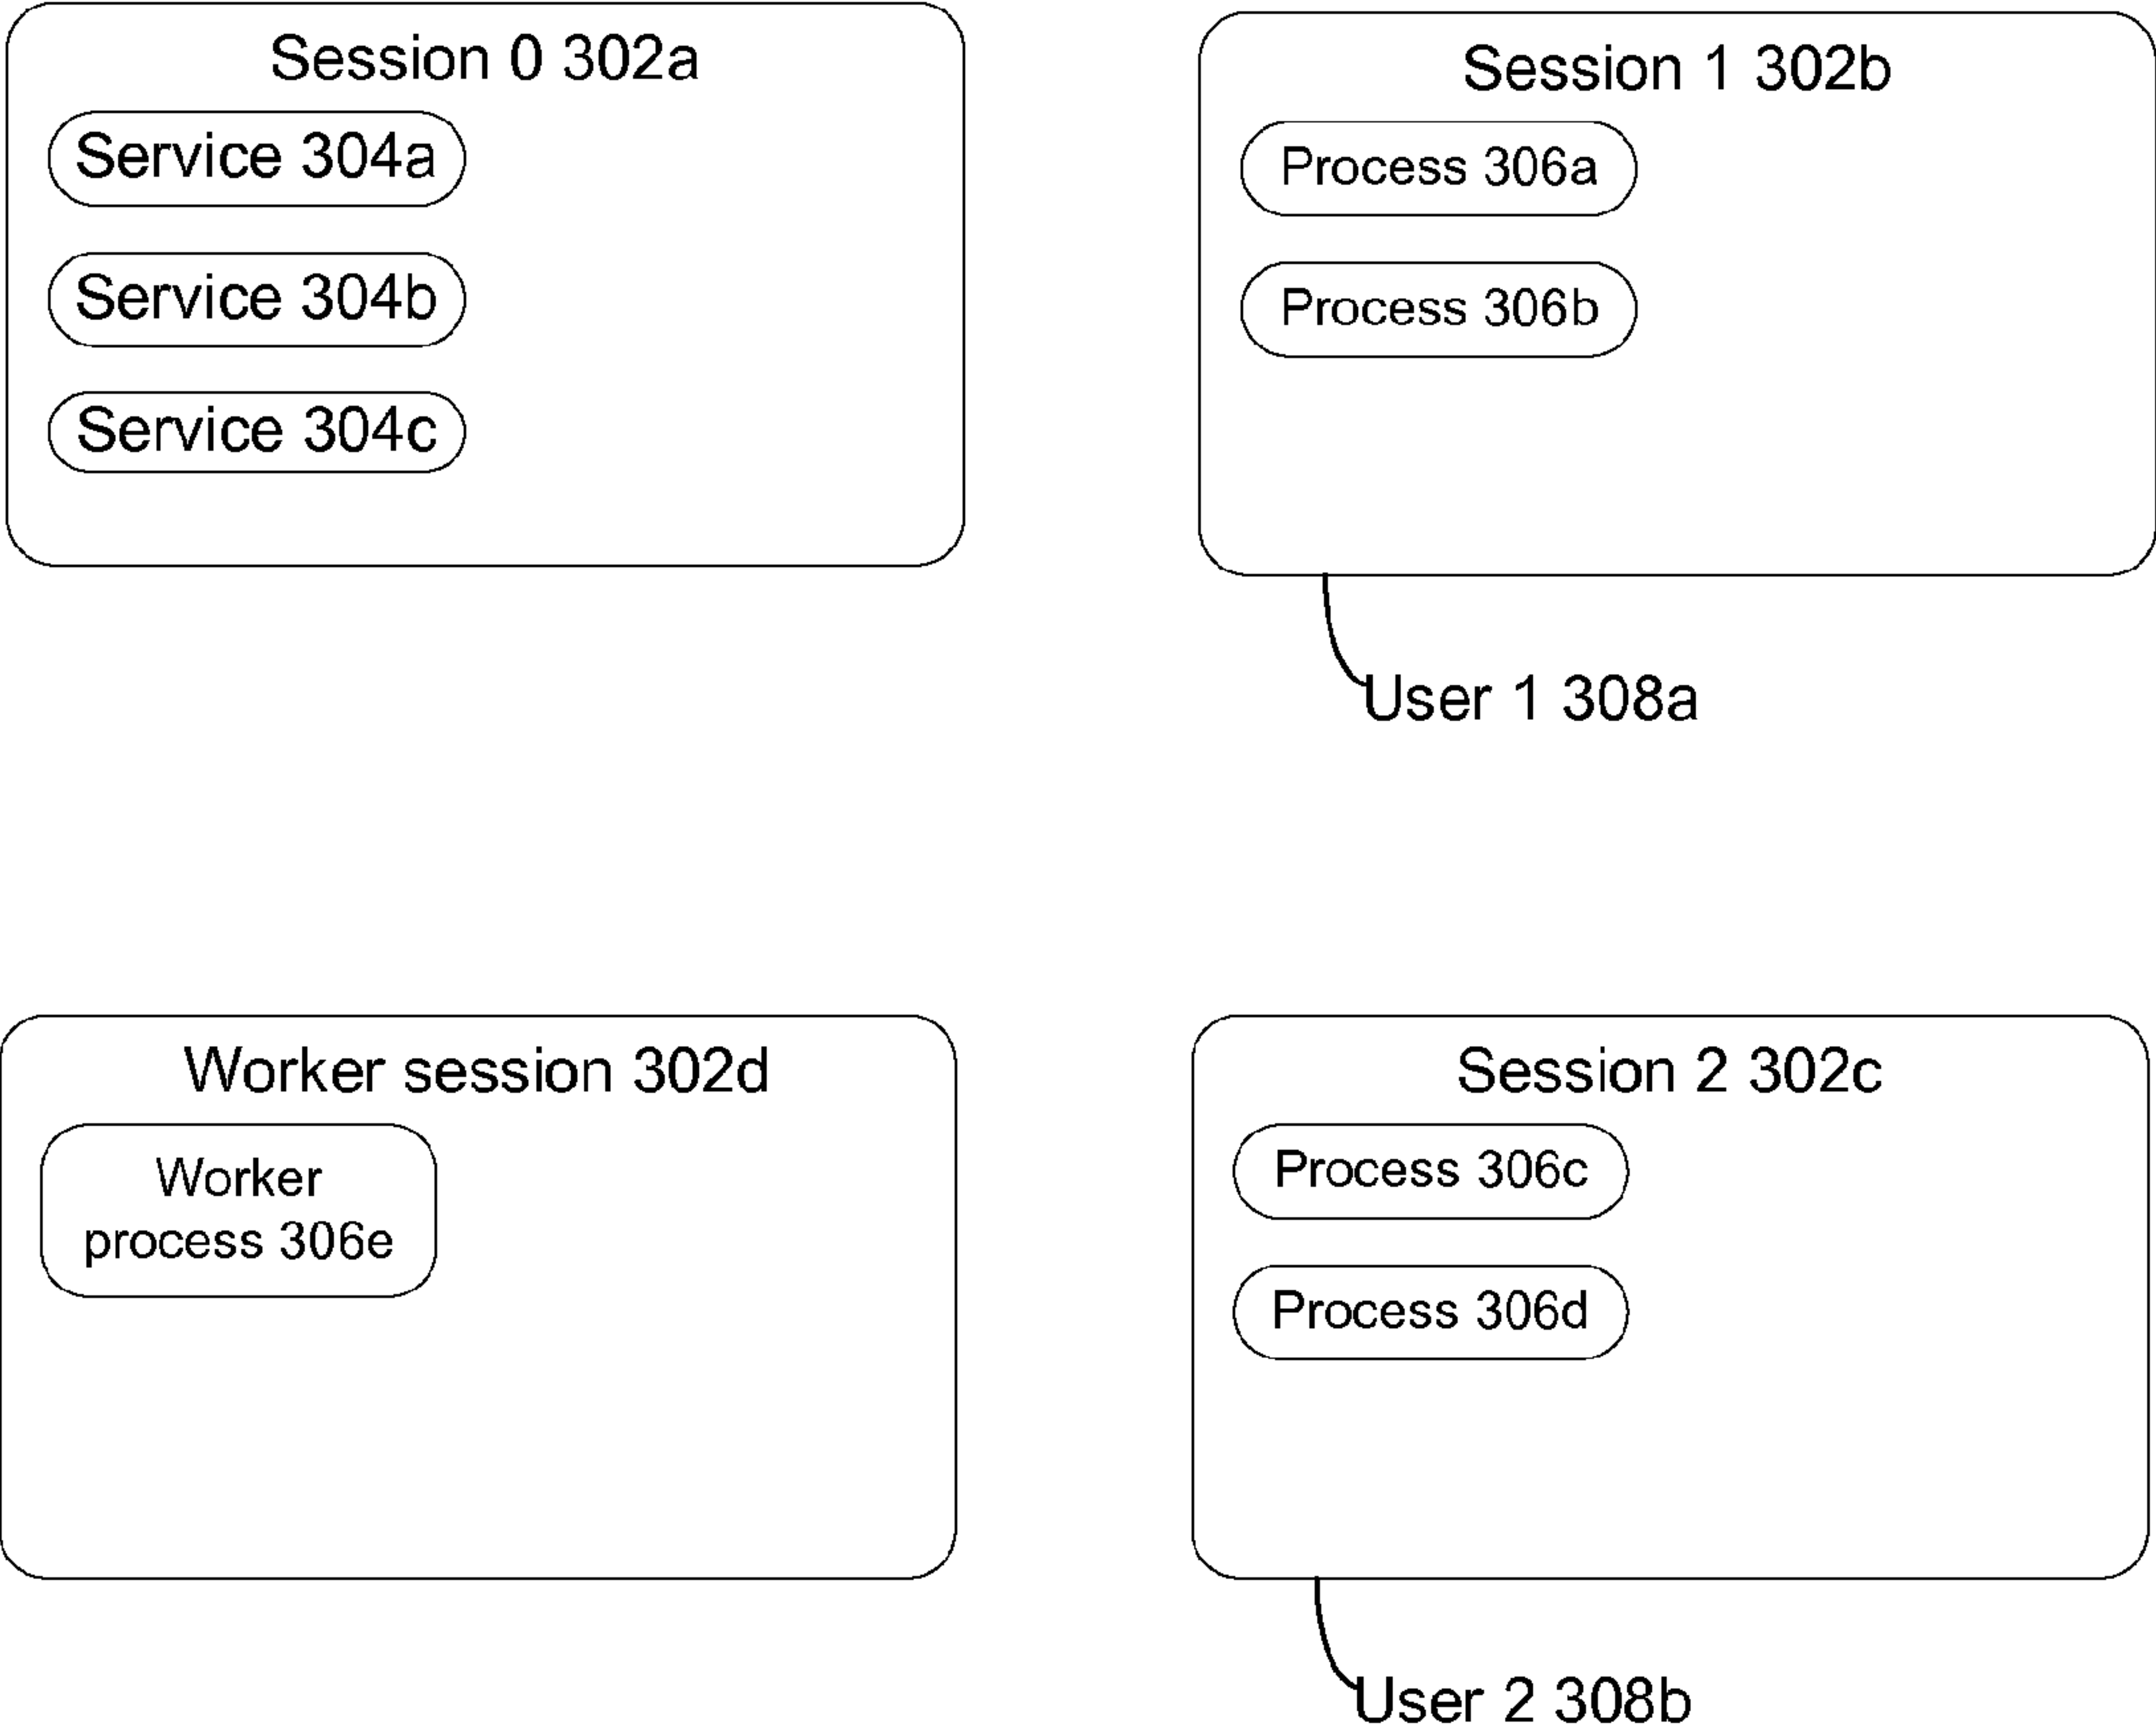 Session 0 302a
Service 304a
Service 304b
Service 304c
Session 1 302b
Process 306a
Process 306b
User 1 308a
Worker session 302d
Worker
process 306e
Session 2 302c
Process 306c
Process 306d
User 2 308b